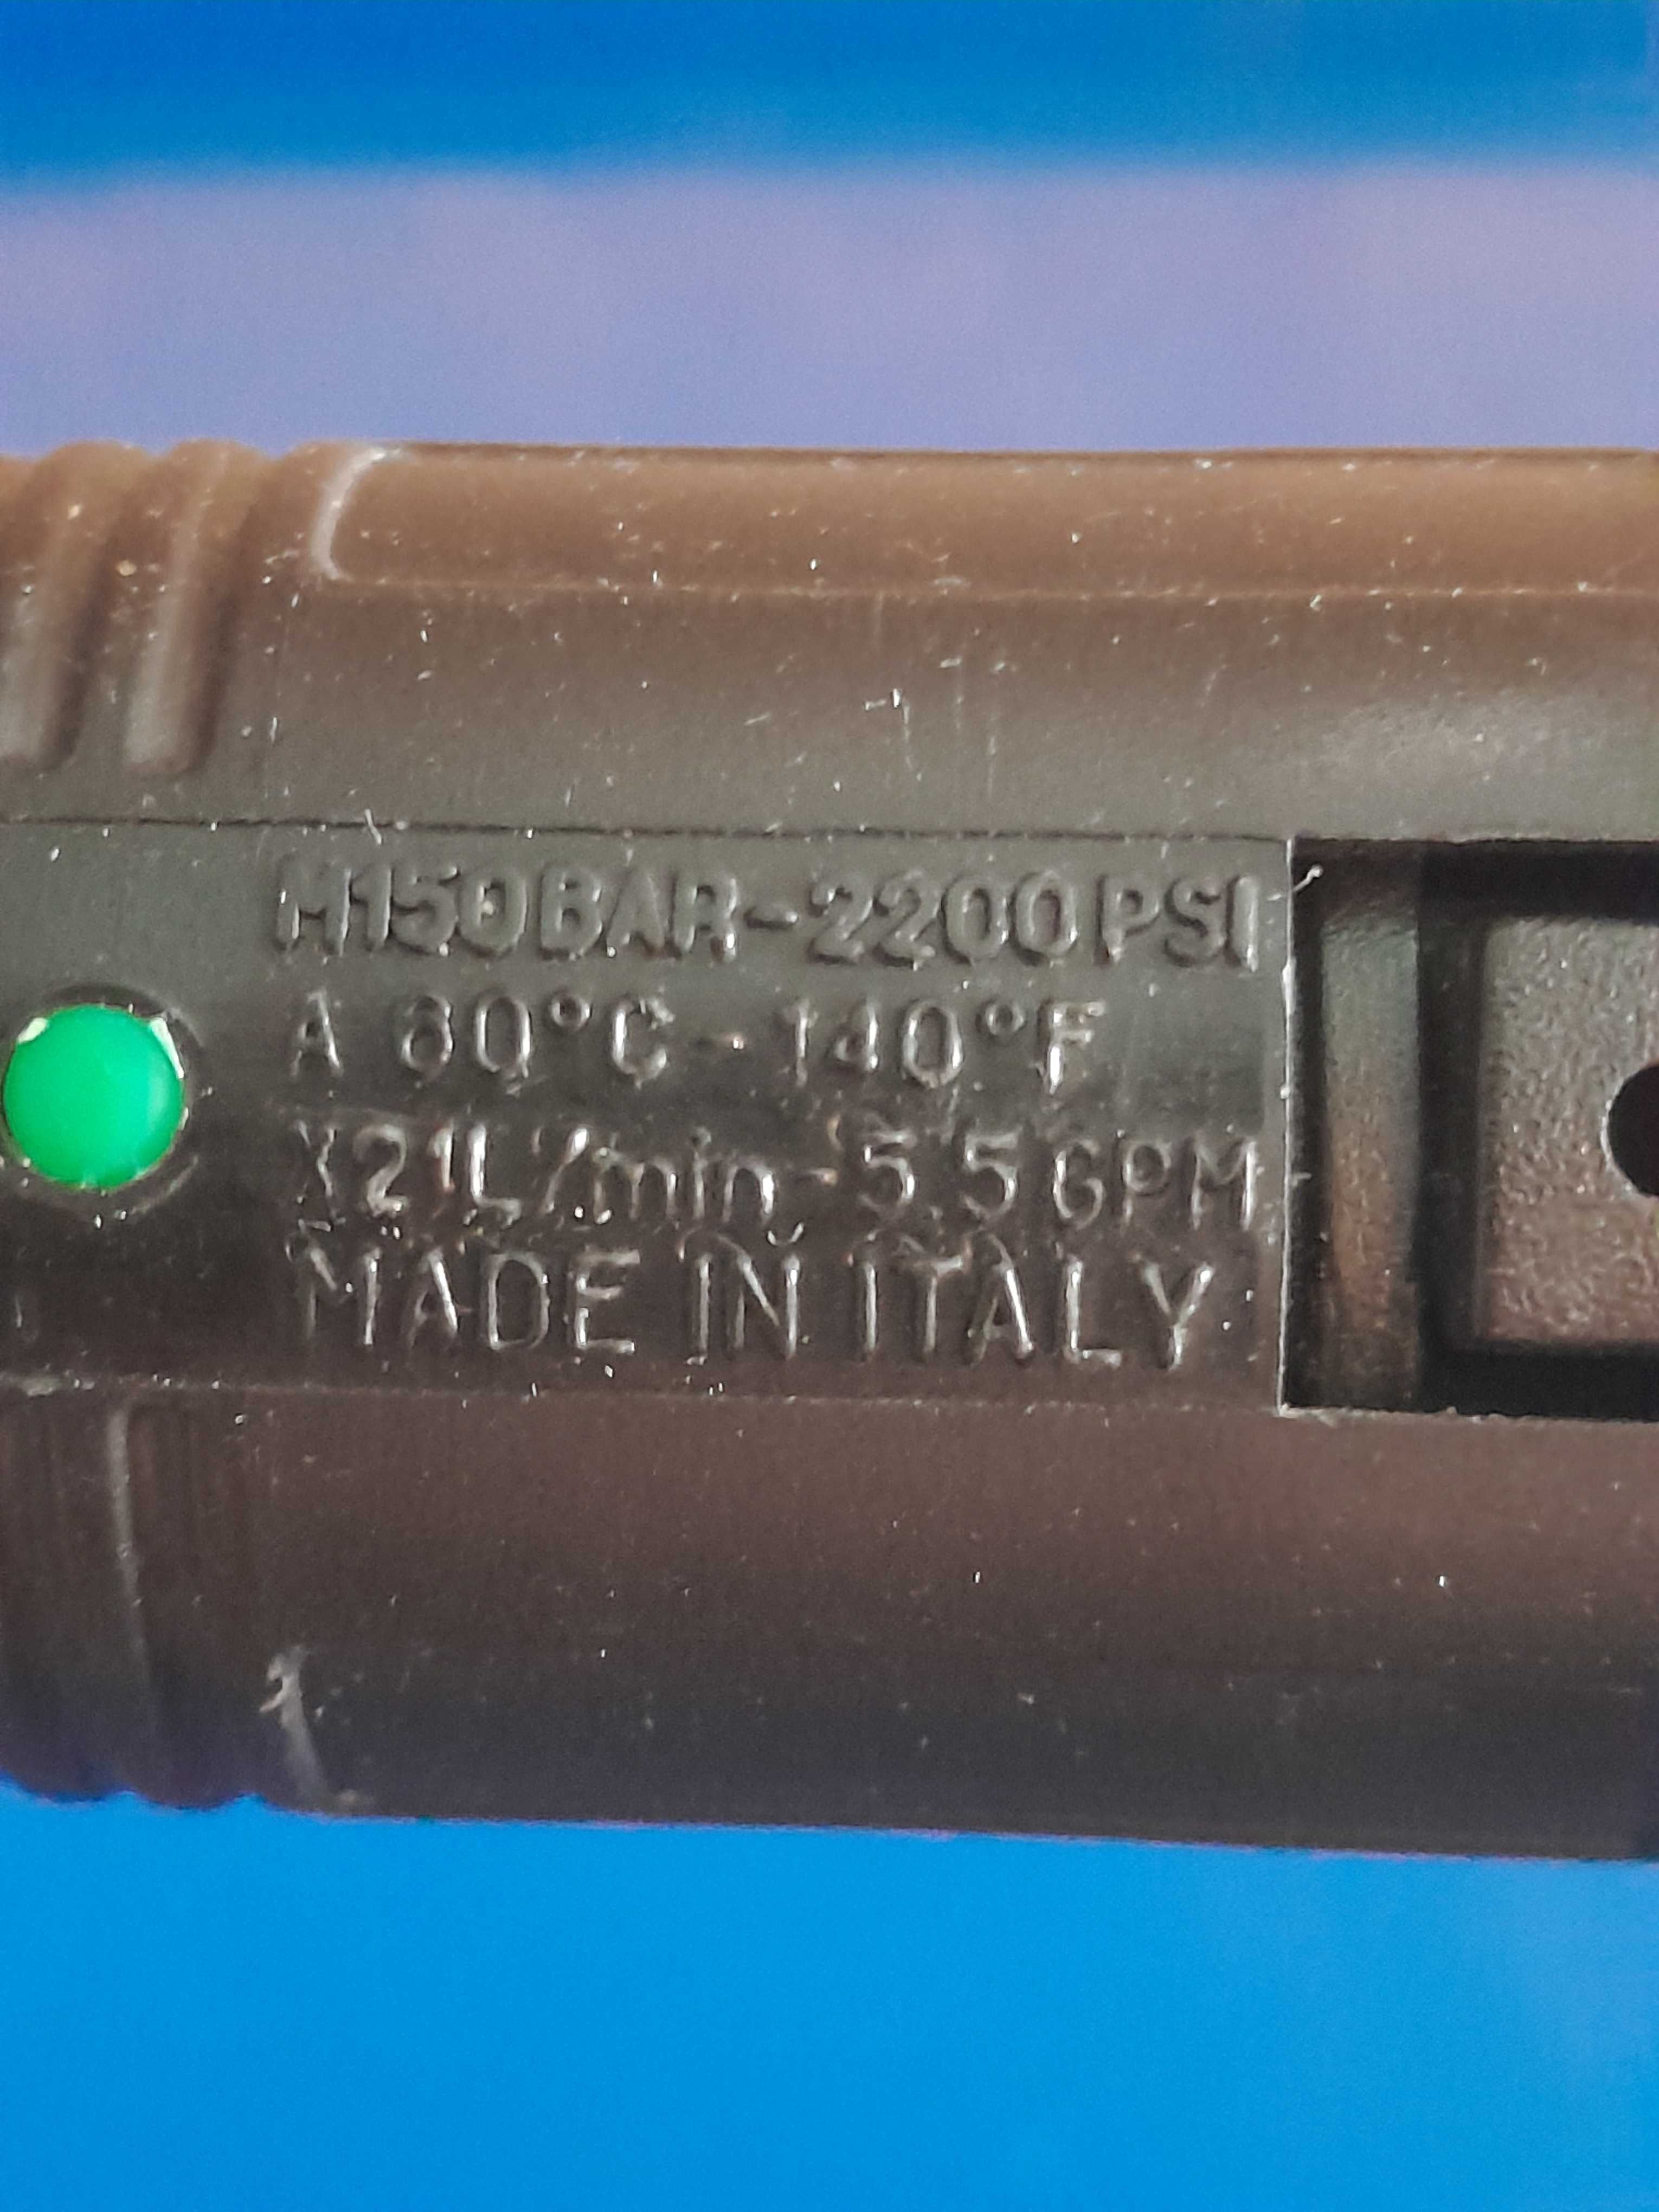 M150BAR-2200PSI
A 60°C - 140°F
X21L/min-5.5GPM
MADE IN ITALY